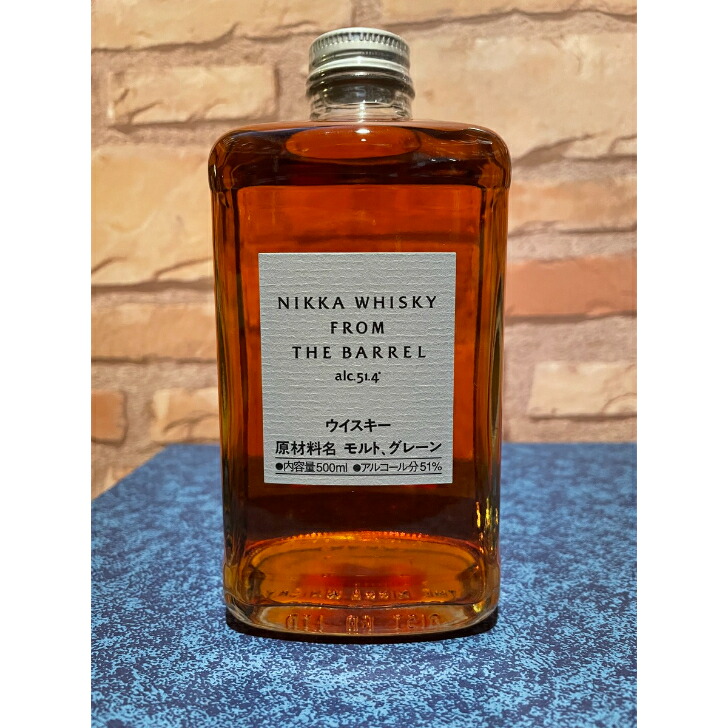 NIKKA WHISKY
FROM
THE BARREL
alc.51.4°
ウイスキー
原材料名 モルト、グレーン
●内容量500ml ●アルコール分51%